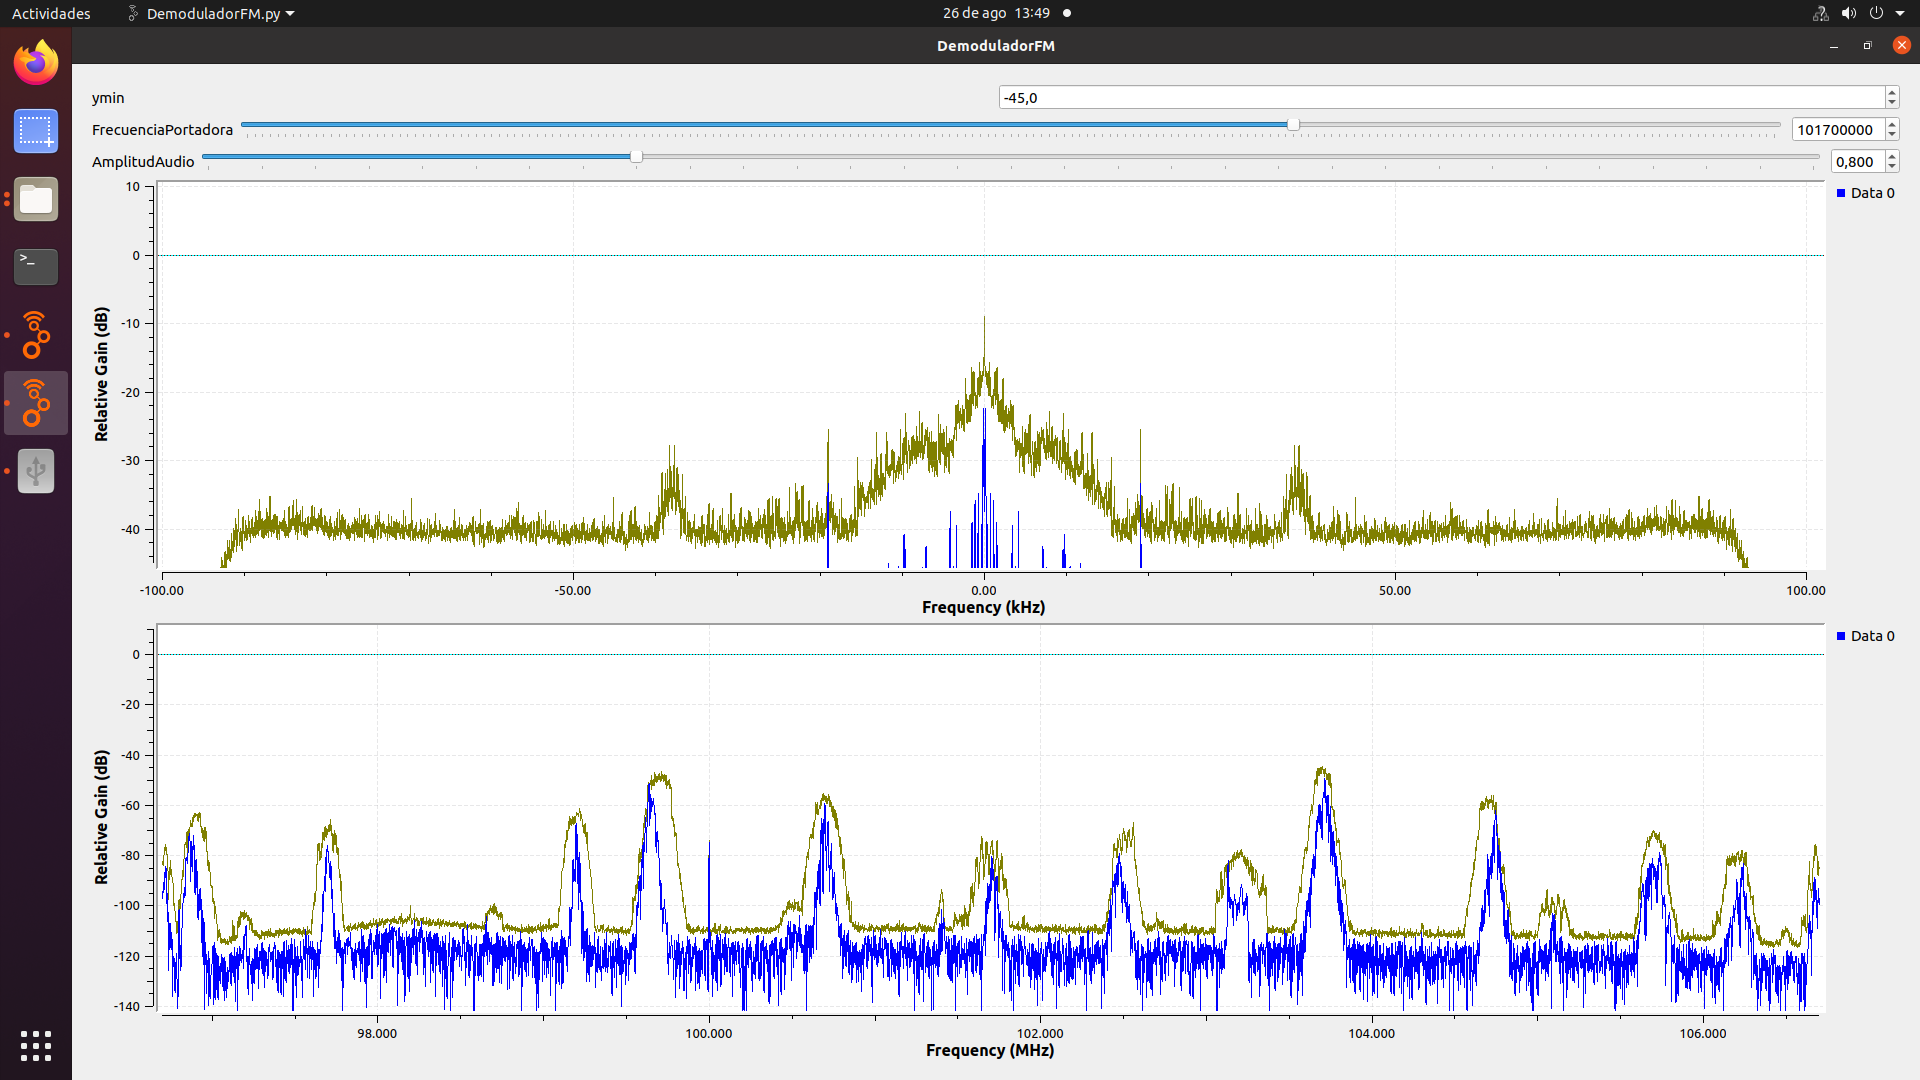 Actividades
DemoduladorFM.py
26 de ago 13:49
DemoduladorFM
ymin
-45,0
FrecuenciaPortadora
101700000
AmplitudAudio
0,800
Data 0
Relative Gain (dB)
10
0
-10
-20
-30
-40
-100.00
-50.00
0.00
50.00
100.00
Frequency (kHz)
Data 0
Relative Gain (dB)
0
-20
-40
-60
-80
-100
-120
-140
98.000
100.000
102.000
104.000
106.000
Frequency (MHz)